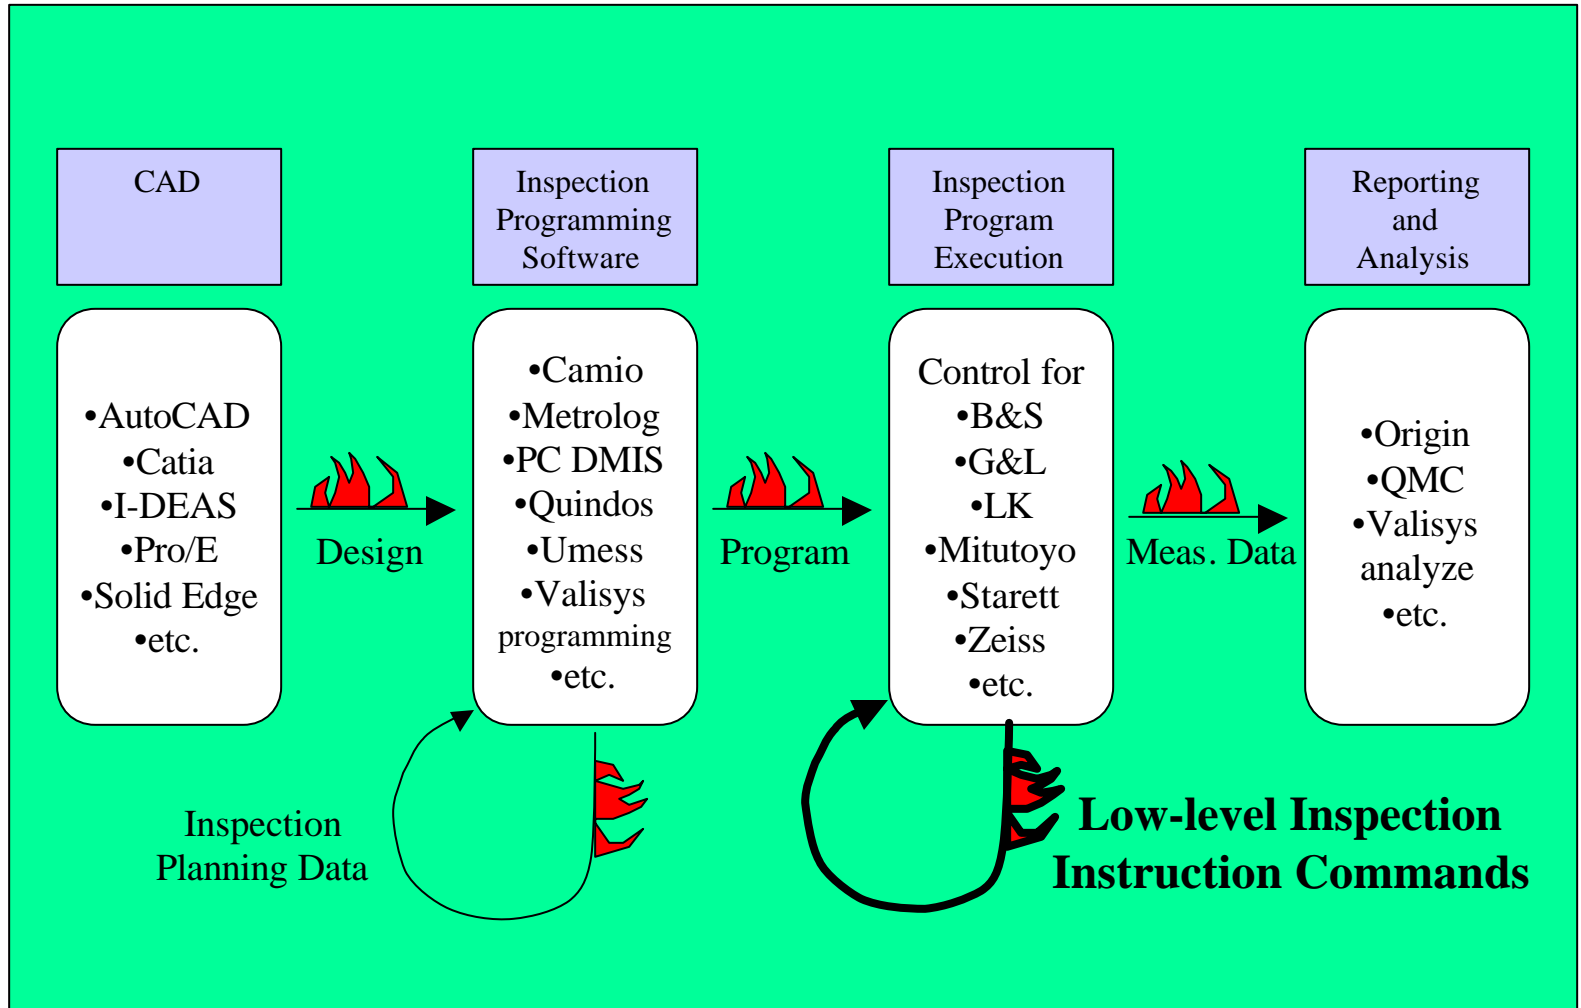 CAD
Inspection
Programming
Software
Inspection
Program
Execution
Reporting
and
Analysis
•AutoCAD
•Catia
•I-DEAS
•Pro/E
•Solid Edge
•etc.
Design
•Camio
•Metrolog
•PC DMIS
•Quindos
•Umess
•Valisys
programming
•etc.
Program
Control for
•B&S
•G&L
•LK
•Mitutoyo
•Starett
•Zeiss
•etc.
Meas. Data
•Origin
•QMC
•Valisys
analyze
•etc.
Inspection
Planning Data
Low-level Inspection
Instruction Commands